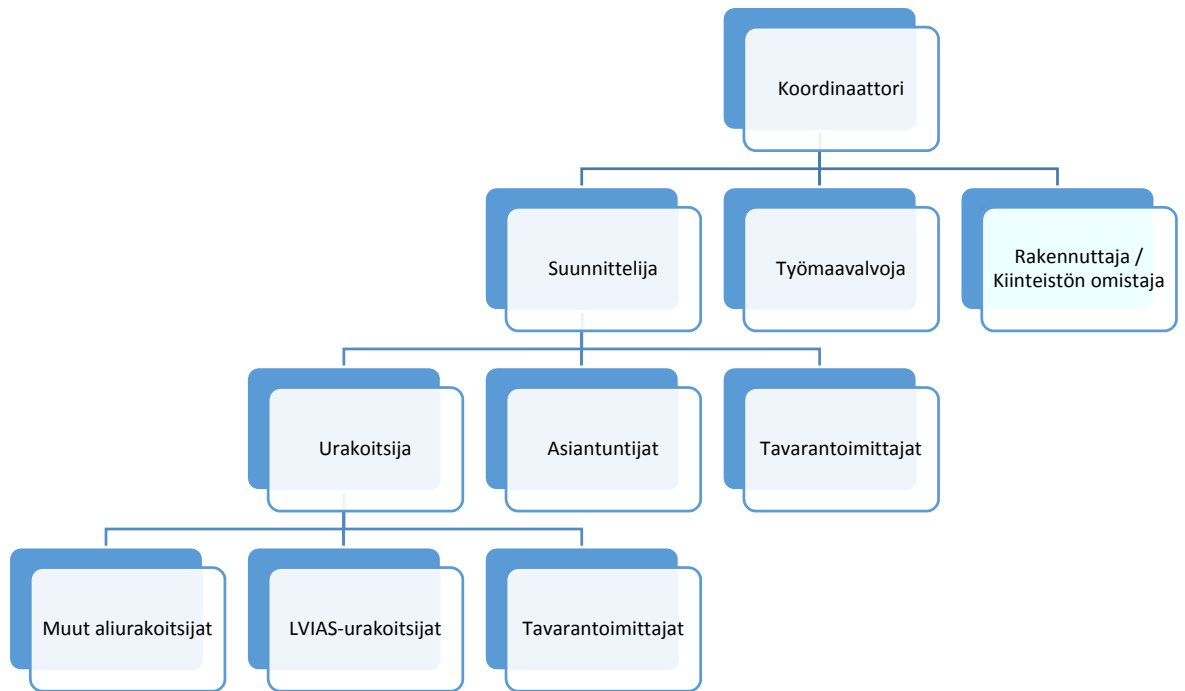 Koordinaattori
Suunnittelija
Työmaavalvoja
Rakennuttaja /
Kiinteistön omistaja
Urakoitsija
Asiantuntijat
Tavarantoimittajat
Muut aliurakoitsijat
LVIAS-urakoitsijat
Tavarantoimittajat